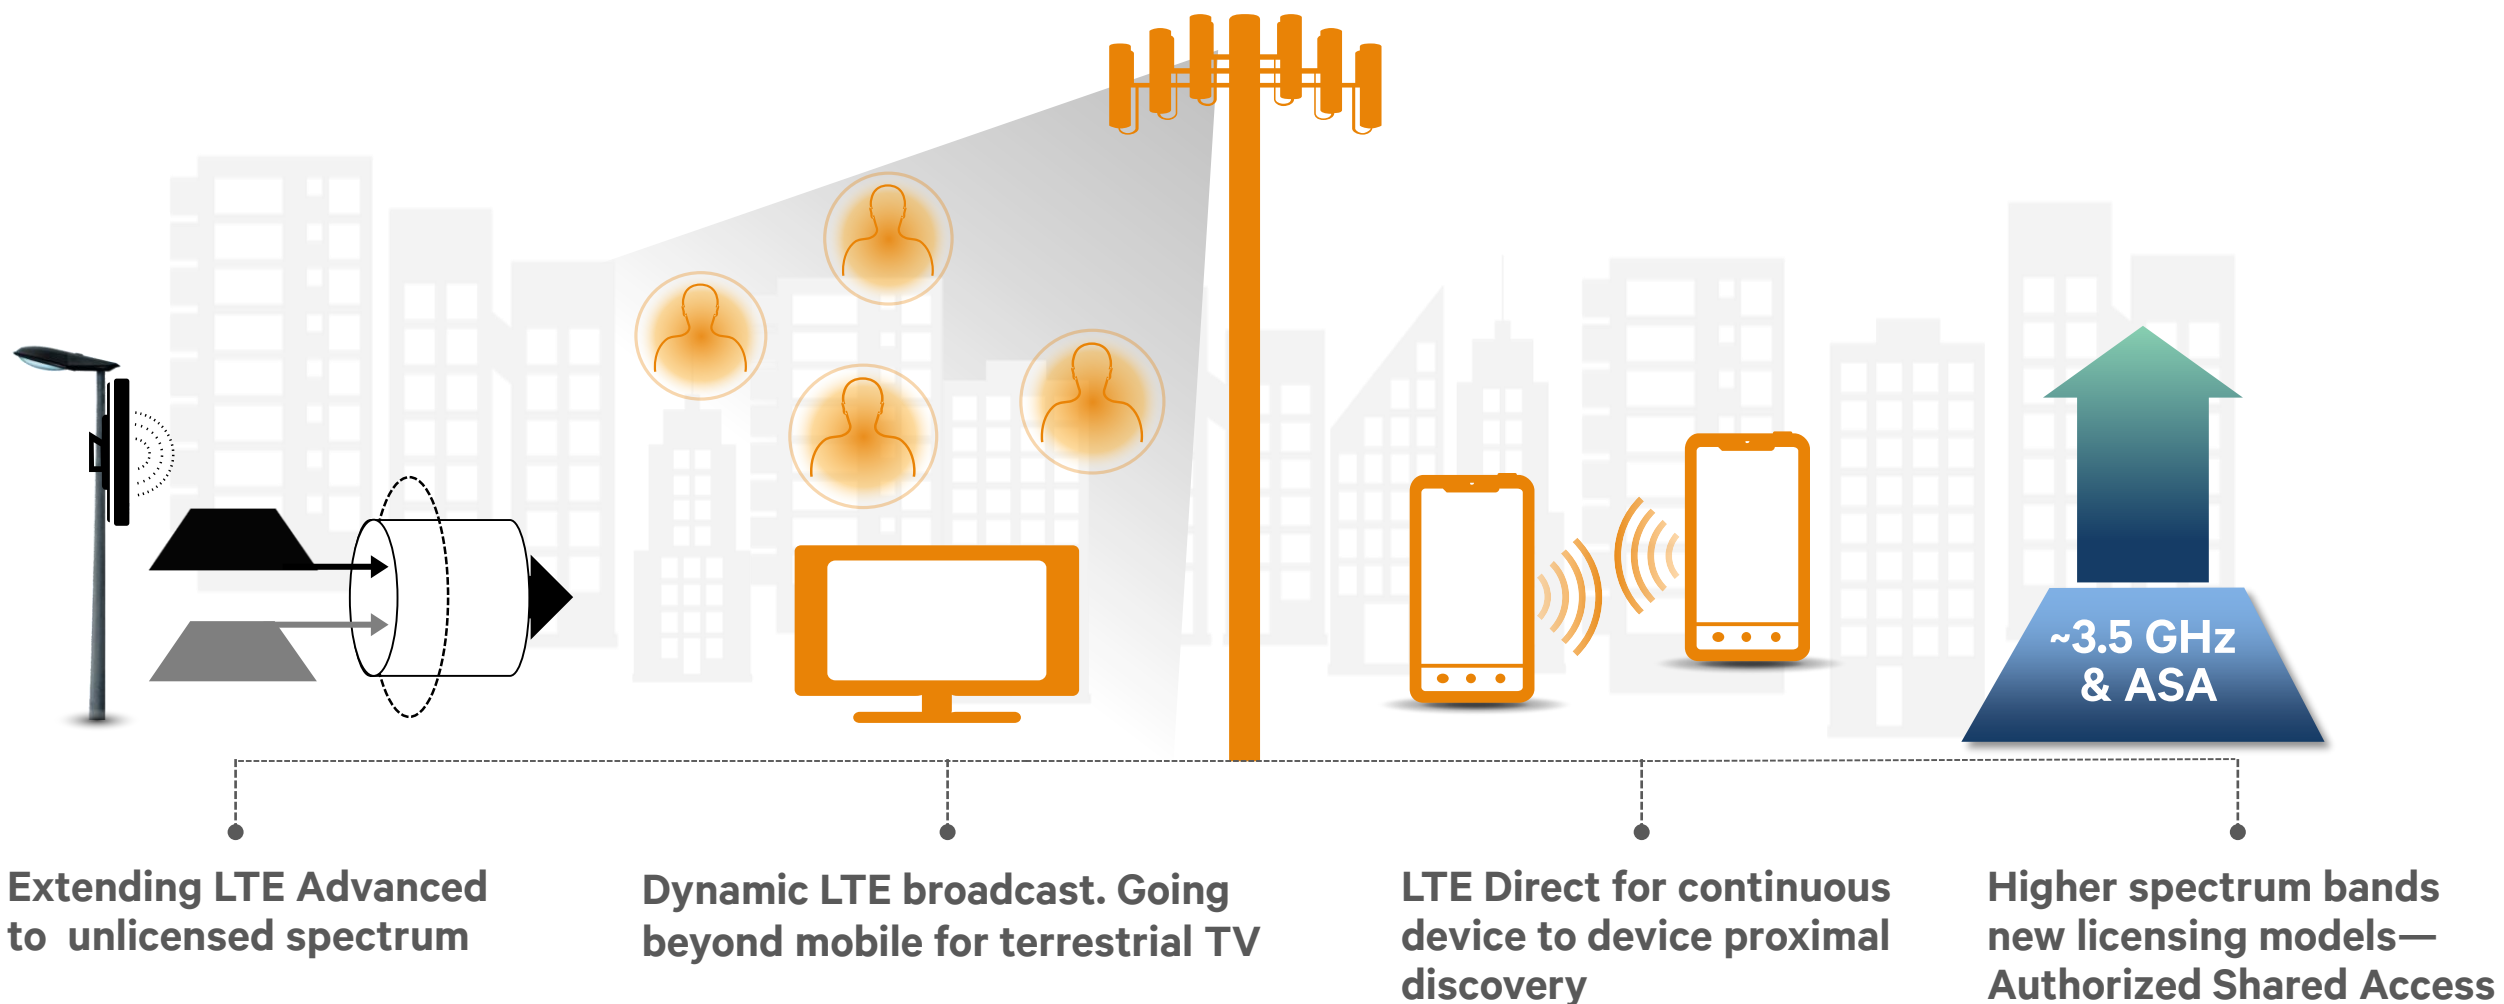 ~3.5 GHz
& ASA
Extending LTE Advanced
to unlicensed spectrum
Dynamic LTE broadcast. Going
beyond mobile for terrestrial TV
LTE Direct for continuous
device to device proximal
discovery
Higher spectrum bands
new licensing models—
Authorized Shared Access